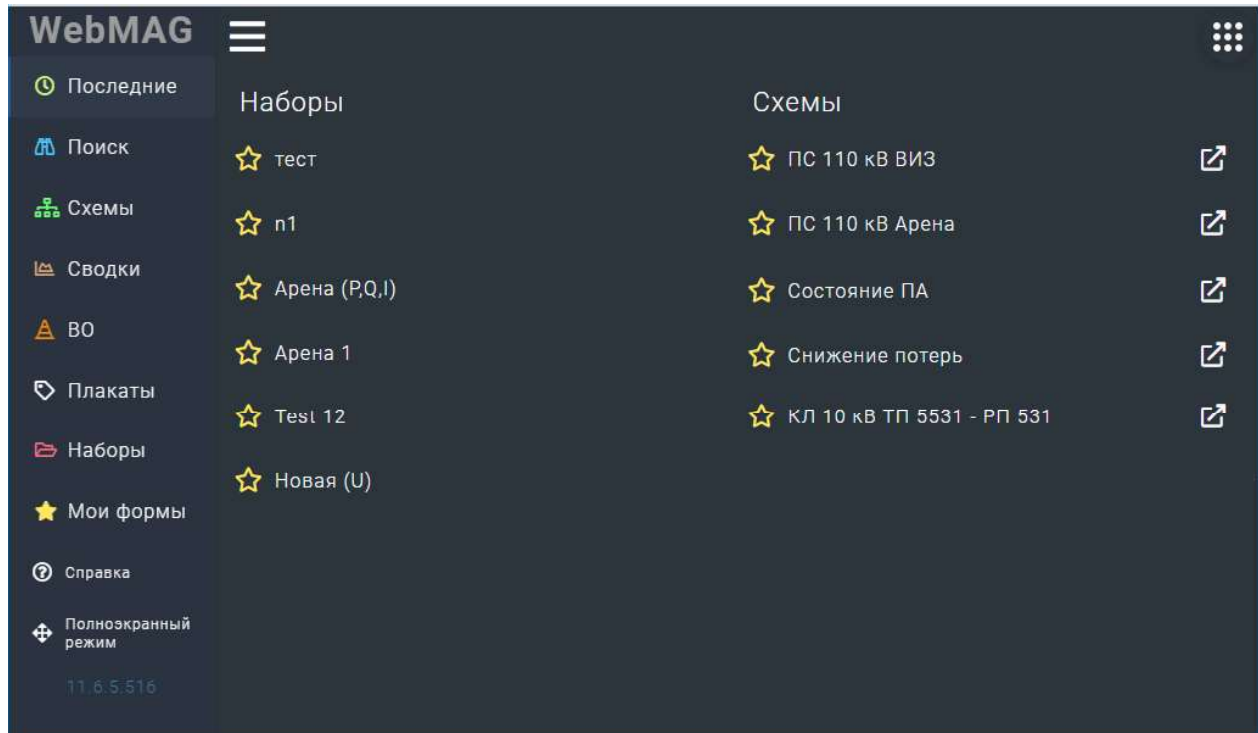 WebMAG
Последние
Поиск
Схемы
Сводки
ВО
Плакаты
Наборы
Мои формы
Справка
Полноэкранный
режим
11.6.5.516
Наборы
тест
n1
Арена (P,Q,I)
Арена 1
Test 12
Новая (U)
Схемы
ПС 110 кВ ВИЗ
ПС 110 кВ Арена
Состояние ПА
Снижение потерь
КЛ 10 кВ ТП 5531 - РП 531